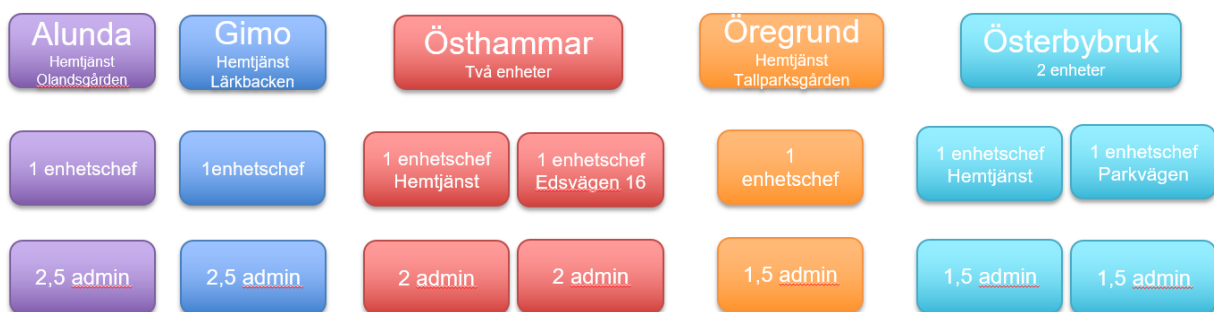 Alunda
Hemtjänst
Olandsgården
Gimo
Hemtjänst
Lärkbacken
Östhammar
Två enheter
Öregrund
Hemtjänst
Tallparksgården
Österbybruk
2 enheter
1 enhetschef
1enhetschef
1 enhetschef
Hemtjänst
1 enhetschef
Edsvägen 16
1
enhetschef
1 enhetschef
Hemtjänst
1 enhetschef
Parkvägen
2,5 admin
2,5 admin
2 admin
2 admin
1,5 admin
1,5 admin
1,5 admin